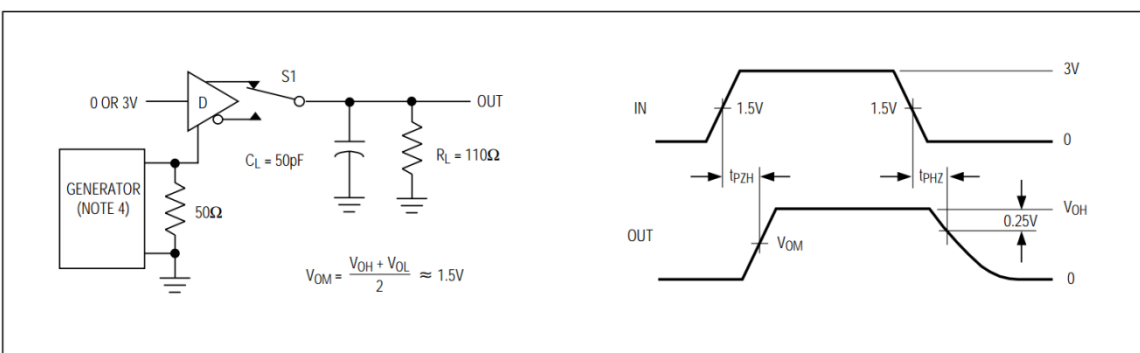 S1
0 OR 3V
D
OUT
C_L = 50pF
R_L = 110Ω
GENERATOR
(NOTE 4)
50Ω
V_OM = (V_OH + V_OL) / 2 ≈ 1.5V
3V
IN
1.5V
1.5V
0
t_PZH
t_PHZ
V_OH
0.25V
OUT
V_OM
0